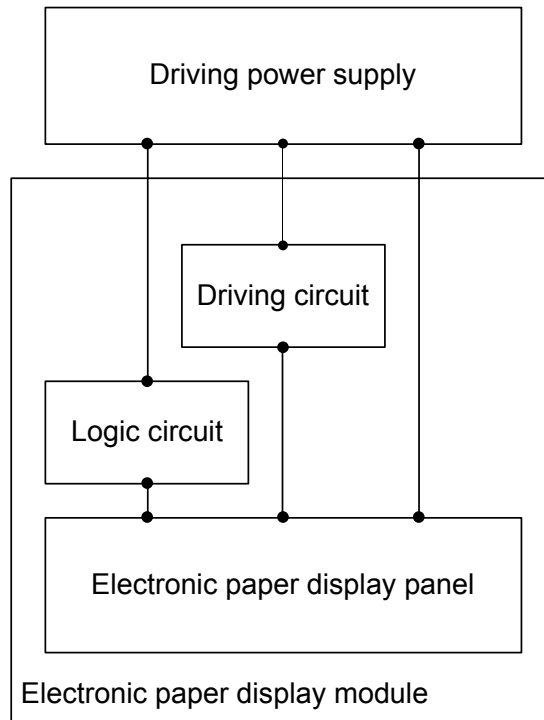 Driving power supply
Driving circuit
Logic circuit
Electronic paper display panel
Electronic paper display module